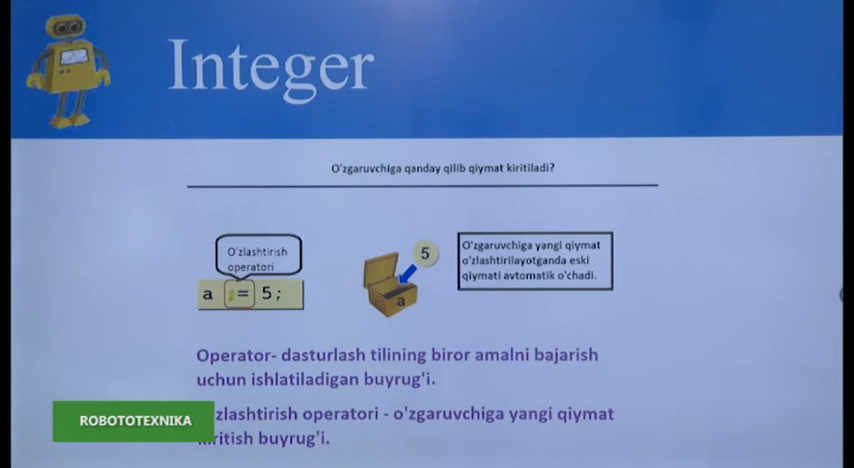 Integer
O'zgaruvchiga qanday qilib qiymat kiritiladi?
O'zlashtirish
operatori
a := 5;
5
a
O'zgaruvchiga yangi qiymat
o'zlashtirilayotganda eski
qiymati avtomatik o'chadi.
Operator- dasturlash tilining biror amalni bajarish
uchun ishlatiladigan buyrug'i.
zlashtirish operatori - o'zgaruvchiga yangi qiymat
kiritish buyrug'i.
ROBOTOTEXNIKA